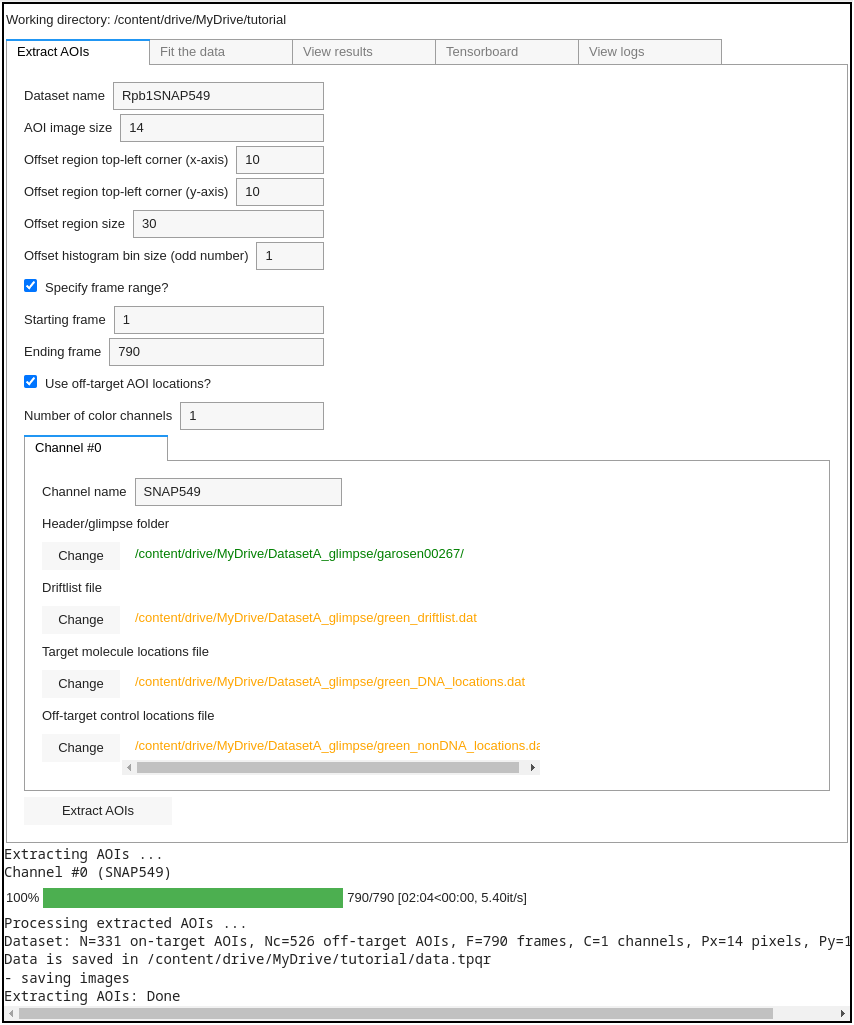 Working directory: /content/drive/MyDrive/tutorial
Extract AOIs Fit the data View results Tensorboard View logs
Dataset name Rpb1SNAP549
AOI image size 14
Offset region top-left corner (x-axis) 10
Offset region top-left corner (y-axis) 10
Offset region size 30
Offset histogram bin size (odd number) 1
Specify frame range?
Starting frame 1
Ending frame 790
Use off-target AOI locations?
Number of color channels 1
Channel #0
Channel name SNAP549
Header/glimpse folder
Change /content/drive/MyDrive/DatasetA_glimpse/garosen00267/
Driftlist file
Change /content/drive/MyDrive/DatasetA_glimpse/green_driftlist.dat
Target molecule locations file
Change /content/drive/MyDrive/DatasetA_glimpse/green_DNA_locations.dat
Off-target control locations file
Change /content/drive/MyDrive/DatasetA_glimpse/green_nonDNA_locations.da
Extract AOIs
Extracting AOIs ...
Channel #0 (SNAP549)
100% 790/790 [02:04<00:00, 5.40it/s]
Processing extracted AOIs ...
Dataset: N=331 on-target AOIs, Nc=526 off-target AOIs, F=790 frames, C=1 channels, Px=14 pixels, Py=1
Data is saved in /content/drive/MyDrive/tutorial/data.tpqr
- saving images
Extracting AOIs: Done